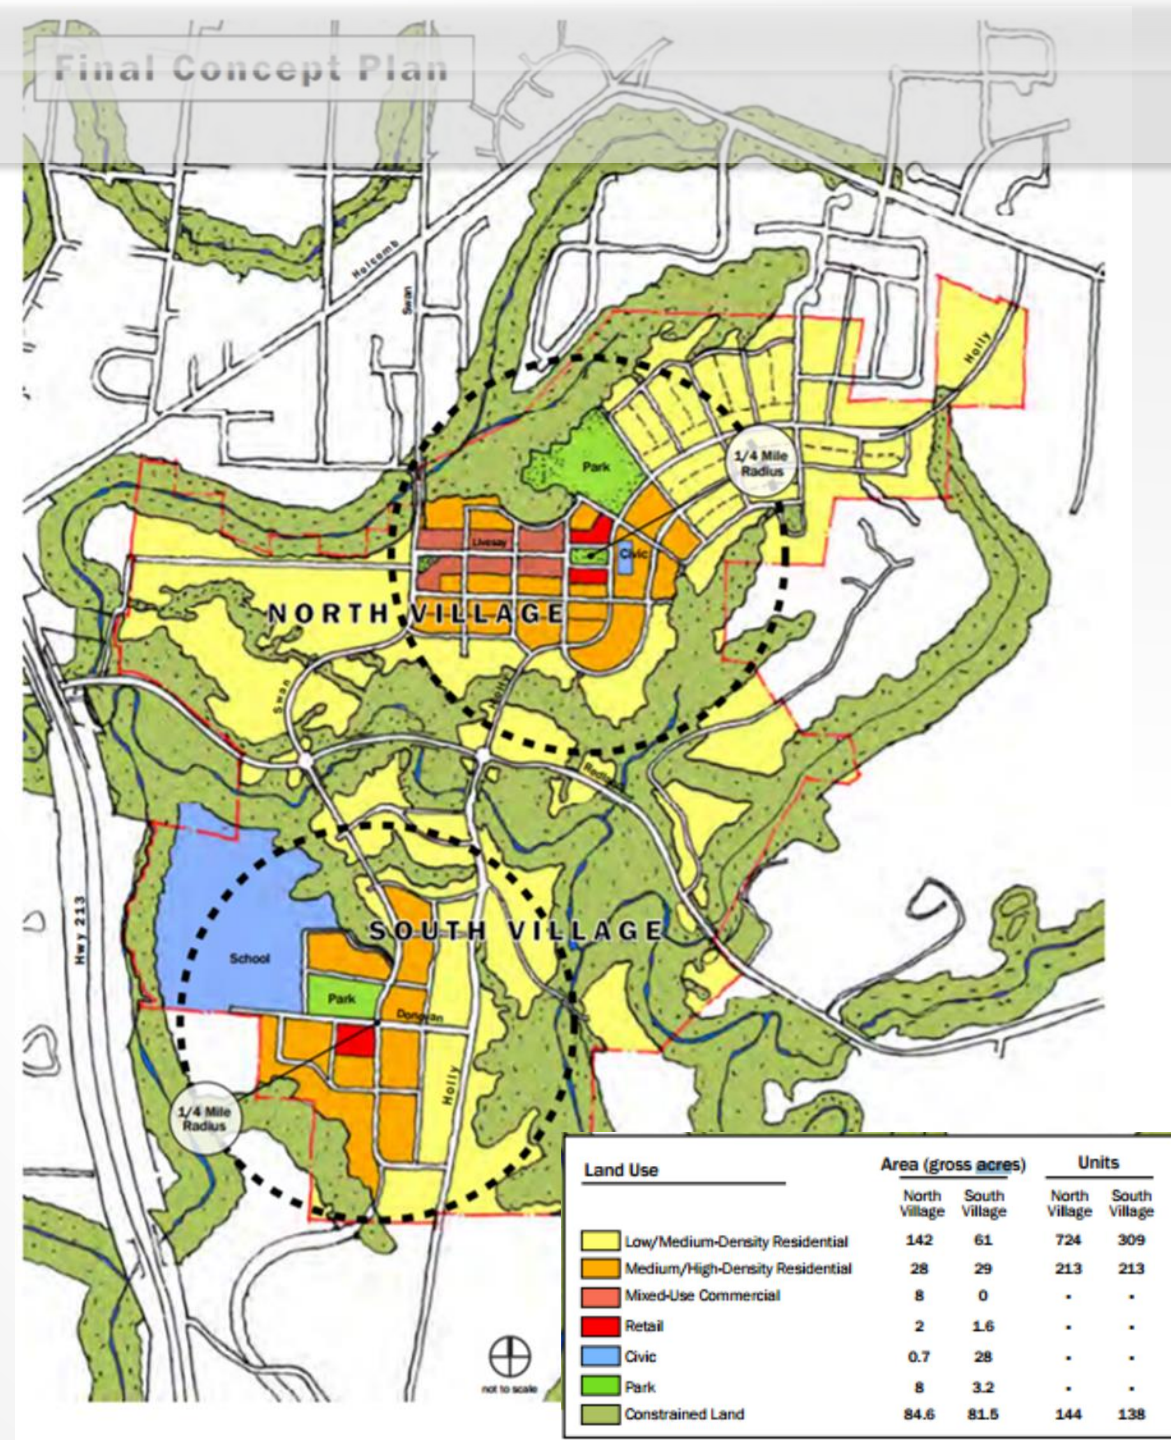 Final Concept Plan
Holcomb
Swan
Holly
Park
1/4 Mile
Radius
Livesay
Civic
NORTH VILLAGE
Swan
Holly
SOUTH VILLAGE
Hwy 213
School
Park
Donovan
Holly
1/4 Mile
Radius
not to scale
Land Use Area (gross acres) Units
North Village South Village North Village South Village
Low/Medium-Density Residential 142 61 724 309
Medium/High-Density Residential 28 29 213 213
Mixed-Use Commercial 8 0 - -
Retail 2 1.6 - -
Civic 0.7 28 - -
Park 8 3.2 - -
Constrained Land 84.6 81.5 144 138